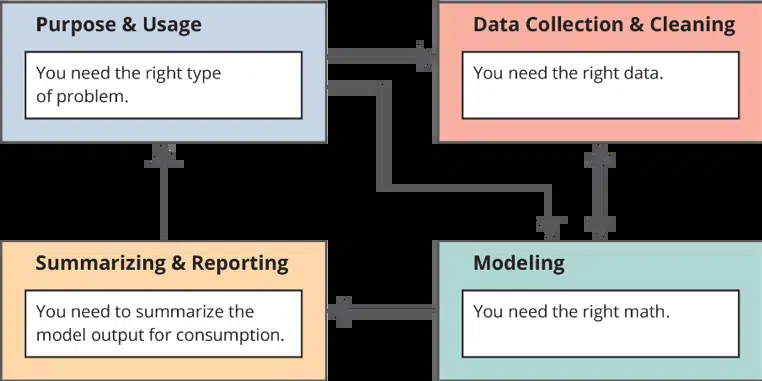 Purpose & Usage
You need the right type
of problem.
Data Collection & Cleaning
You need the right data.
Summarizing & Reporting
You need to summarize the
model output for consumption.
Modeling
You need the right math.